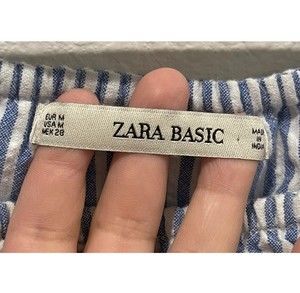 EUR M
USA M
MEX 28
ZARA BASIC
MADE
IN
INDIA